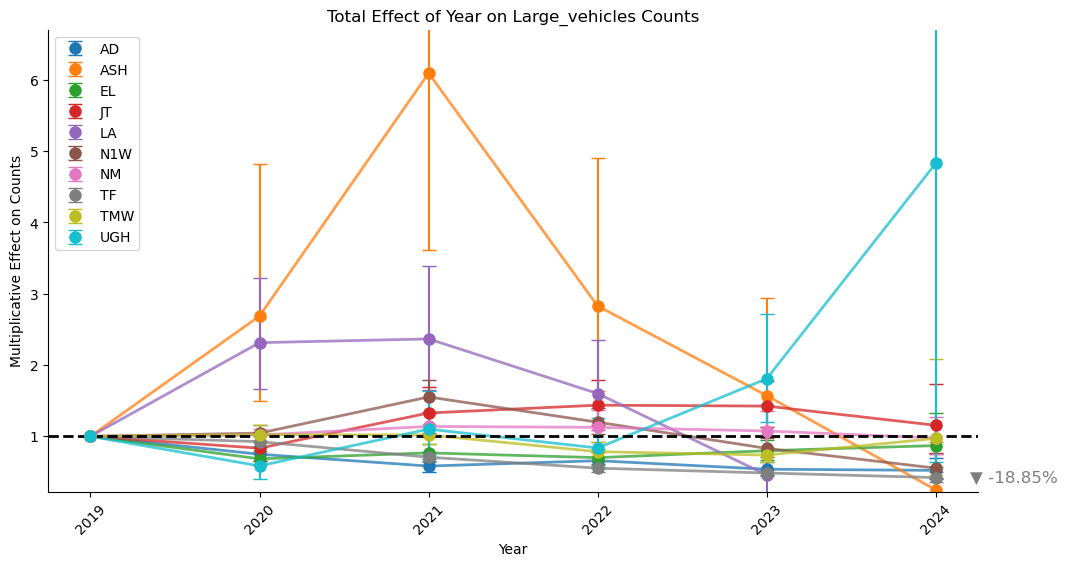 Total Effect of Year on Large_vehicles Counts
AD
ASH
EL
JT
LA
N1W
NM
TF
TMW
UGH
Multiplicative Effect on Counts
6
5
4
3
2
1
▼ -18.85%
2019
2020
2021
2022
2023
2024
Year